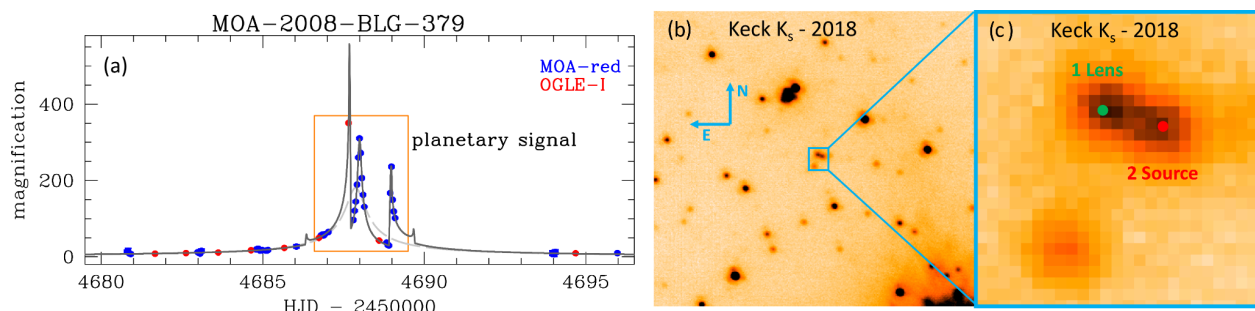 MOA-2008-BLG-379
(a)
MOA-red
OGLE-I
planetary signal
magnification
400
200
0
4680
4685
4690
4695
HJD - 2450000
(b)
Keck Ks - 2018
N
E
(c)
Keck Ks - 2018
1 Lens
2 Source